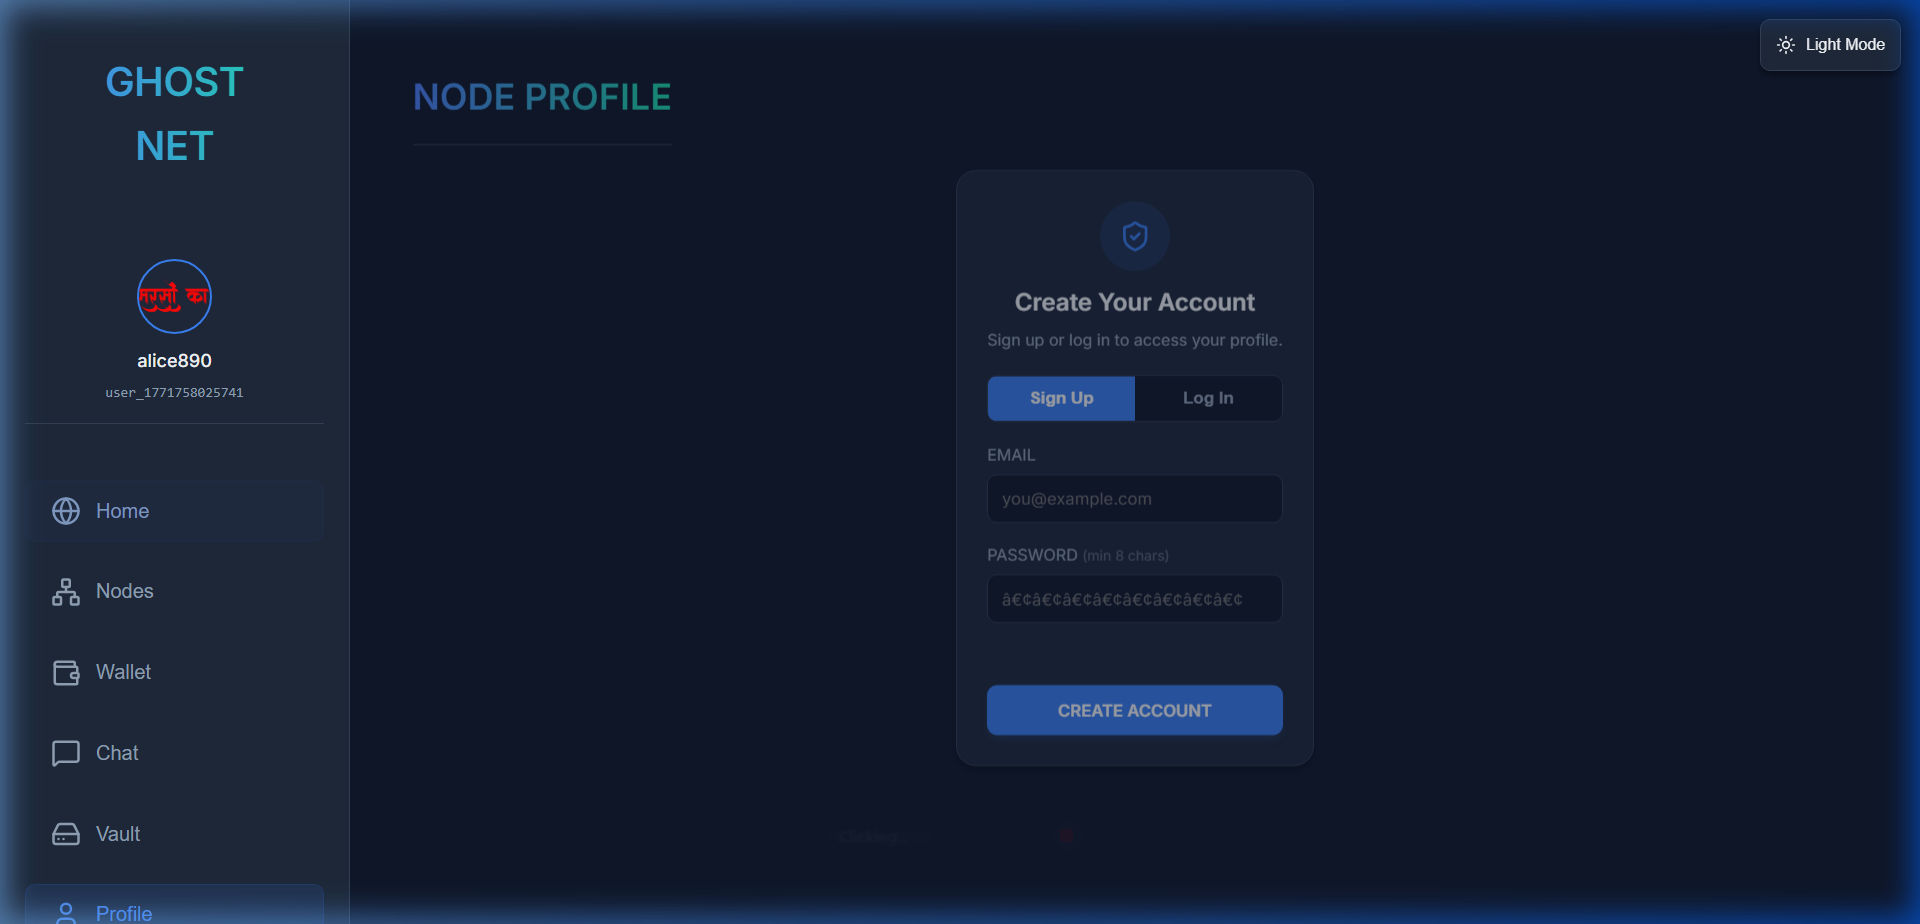 GHOST
NET
मरसों का
alice890
user_1771758025741
Home
Nodes
Wallet
Chat
Vault
Profile
Light Mode
NODE PROFILE
Create Your Account
Sign up or log in to access your profile.
Sign Up
Log In
EMAIL
you@example.com
PASSWORD (min 8 chars)
â€¢â€¢â€¢â€¢â€¢â€¢â€¢â€¢
CREATE ACCOUNT
Clicking...